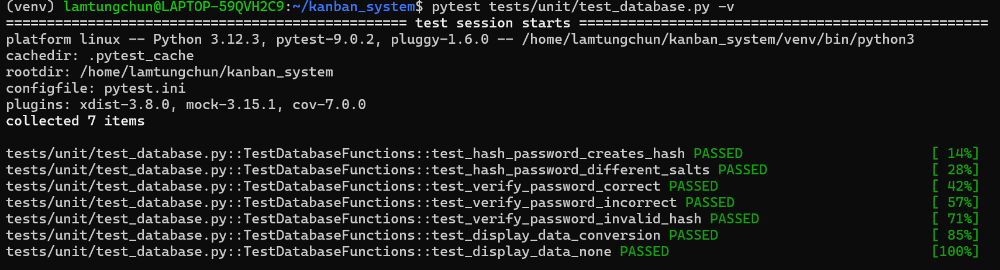 (venv) lamtungchun@LAPTOP-59QVH2C9:~/kanban_system$ pytest tests/unit/test_database.py -v
================================================= test session starts ==================================================
platform linux -- Python 3.12.3, pytest-9.0.2, pluggy-1.6.0 -- /home/lamtungchun/kanban_system/venv/bin/python3
cachedir: .pytest_cache
rootdir: /home/lamtungchun/kanban_system
configfile: pytest.ini
plugins: xdist-3.8.0, mock-3.15.1, cov-7.0.0
collected 7 items

tests/unit/test_database.py::TestDatabaseFunctions::test_hash_password_creates_hash PASSED                       [ 14%]
tests/unit/test_database.py::TestDatabaseFunctions::test_hash_password_different_salts PASSED                    [ 28%]
tests/unit/test_database.py::TestDatabaseFunctions::test_verify_password_correct PASSED                          [ 42%]
tests/unit/test_database.py::TestDatabaseFunctions::test_verify_password_incorrect PASSED                        [ 57%]
tests/unit/test_database.py::TestDatabaseFunctions::test_verify_password_invalid_hash PASSED                     [ 71%]
tests/unit/test_database.py::TestDatabaseFunctions::test_display_data_conversion PASSED                          [ 85%]
tests/unit/test_database.py::TestDatabaseFunctions::test_display_data_none PASSED                                [100%]